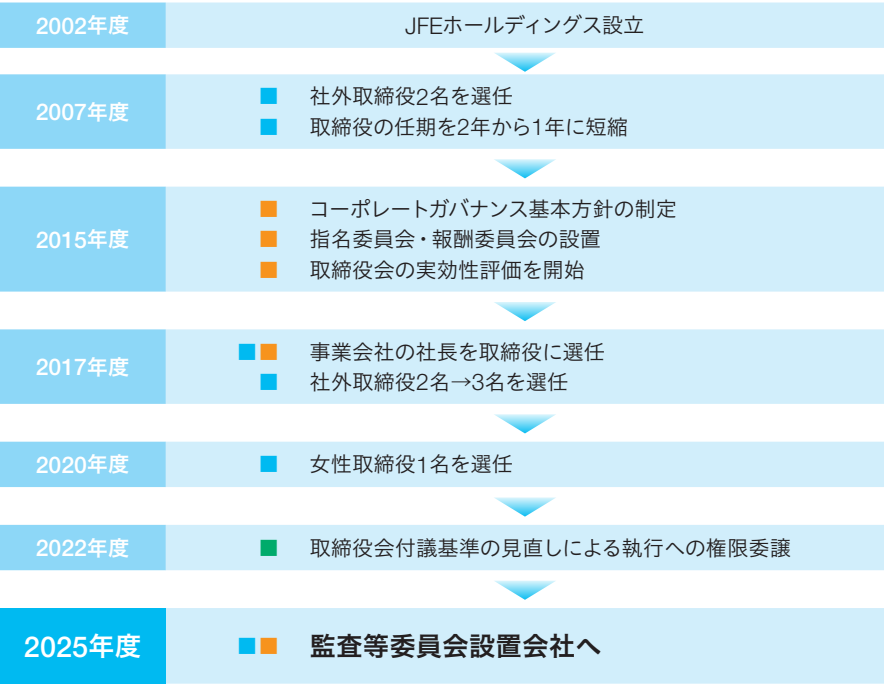 2002年度
JFEホールディングス設立
2007年度
社外取締役2名を選任
取締役の任期を2年から1年に短縮
2015年度
コーポレートガバナンス基本方針の制定
指名委員会・報酬委員会の設置
取締役会の実効性評価を開始
2017年度
事業会社の社長を取締役に選任
社外取締役2名→3名を選任
2020年度
女性取締役1名を選任
2022年度
取締役会付議基準の見直しによる執行への権限委譲
2025年度
監査等委員会設置会社へ